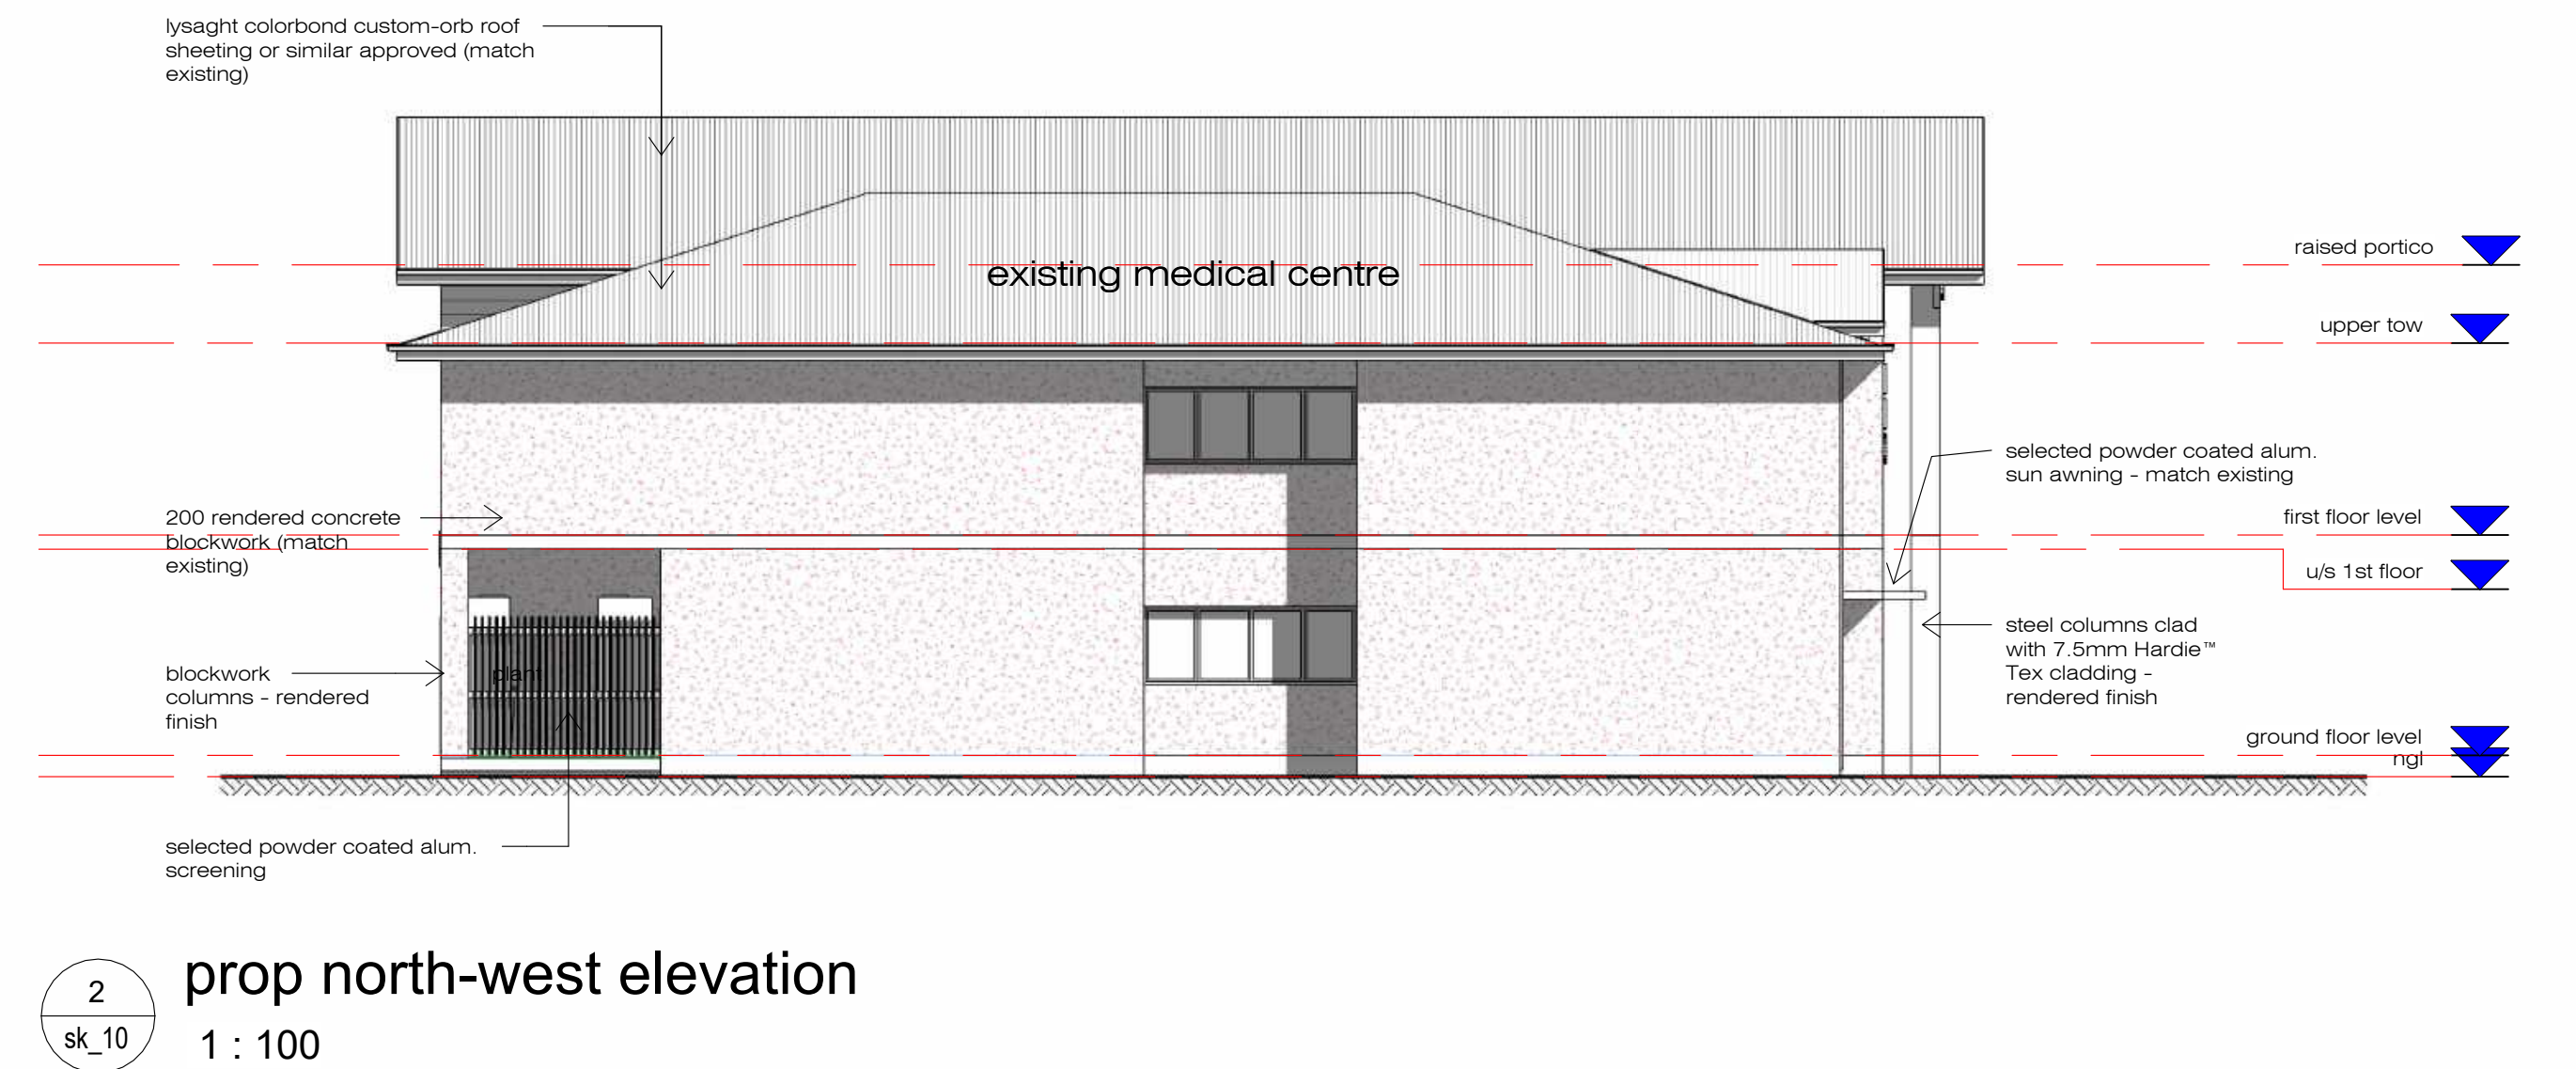 lysaght colorbond custom-orb roof
sheeting or similar approved (match
existing)
existing medical centre
raised portico
upper tow
selected powder coated alum.
sun awning - match existing
200 rendered concrete
blockwork (match
existing)
first floor level
u/s 1st floor
steel columns clad
with 7.5mm Hardie™
Tex cladding -
rendered finish
blockwork
columns - rendered
finish
plant
ground floor level
ngl
selected powder coated alum.
screening
2
sk_10
prop north-west elevation
1 : 100